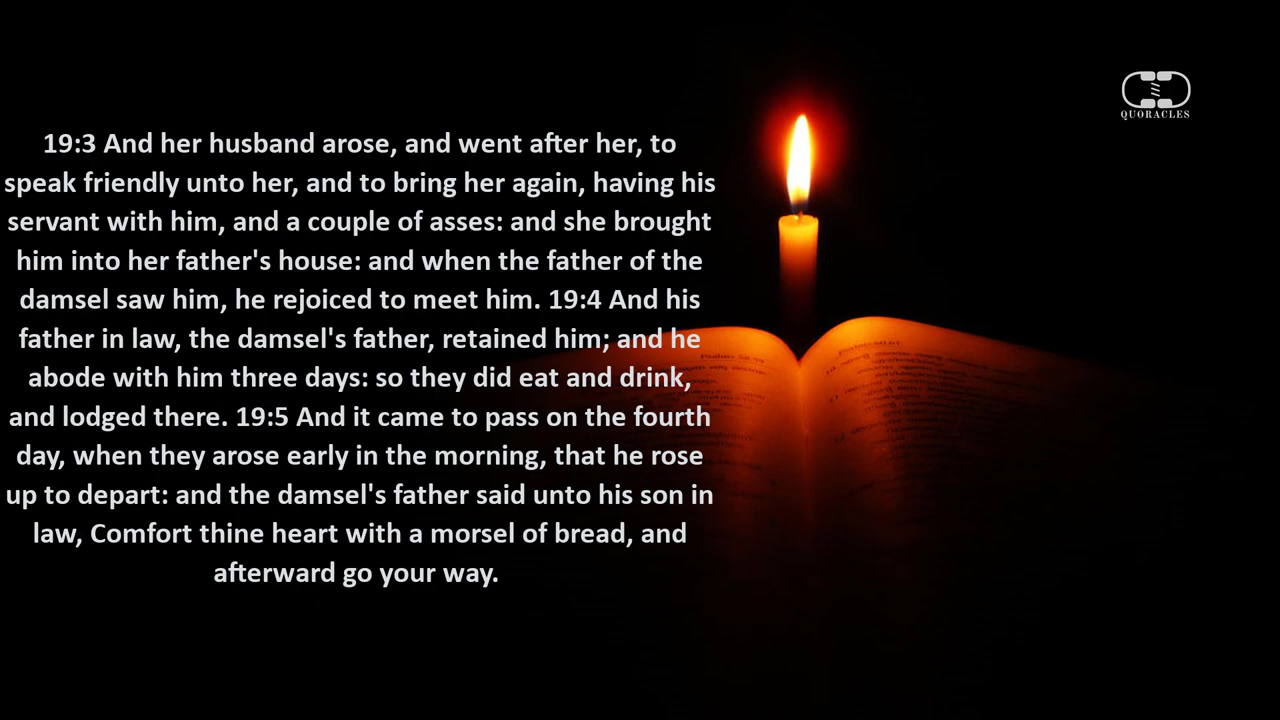 19:3 And her husband arose, and went after her, to
speak friendly unto her, and to bring her again, having his
servant with him, and a couple of asses: and she brought
him into her father's house: and when the father of the
damsel saw him, he rejoiced to meet him. 19:4 And his
father in law, the damsel's father, retained him; and he
abode with him three days: so they did eat and drink,
and lodged there. 19:5 And it came to pass on the fourth
day, when they arose early in the morning, that he rose
up to depart: and the damsel's father said unto his son in
law, Comfort thine heart with a morsel of bread, and
afterward go your way.
QUORACLES